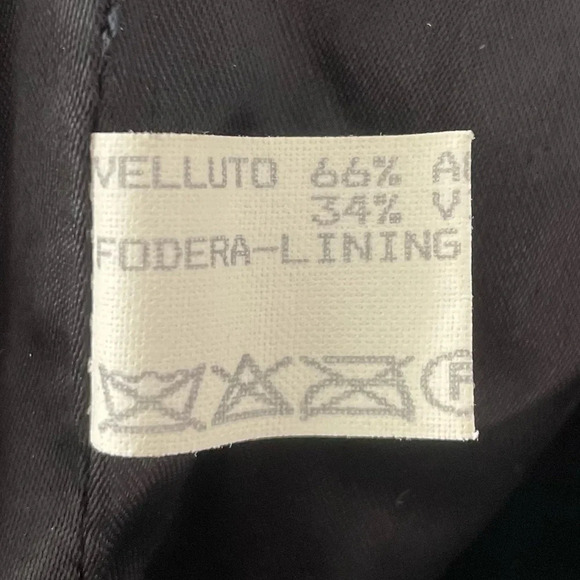 VELLUTO 66% A
34% V
FODERA-LINING